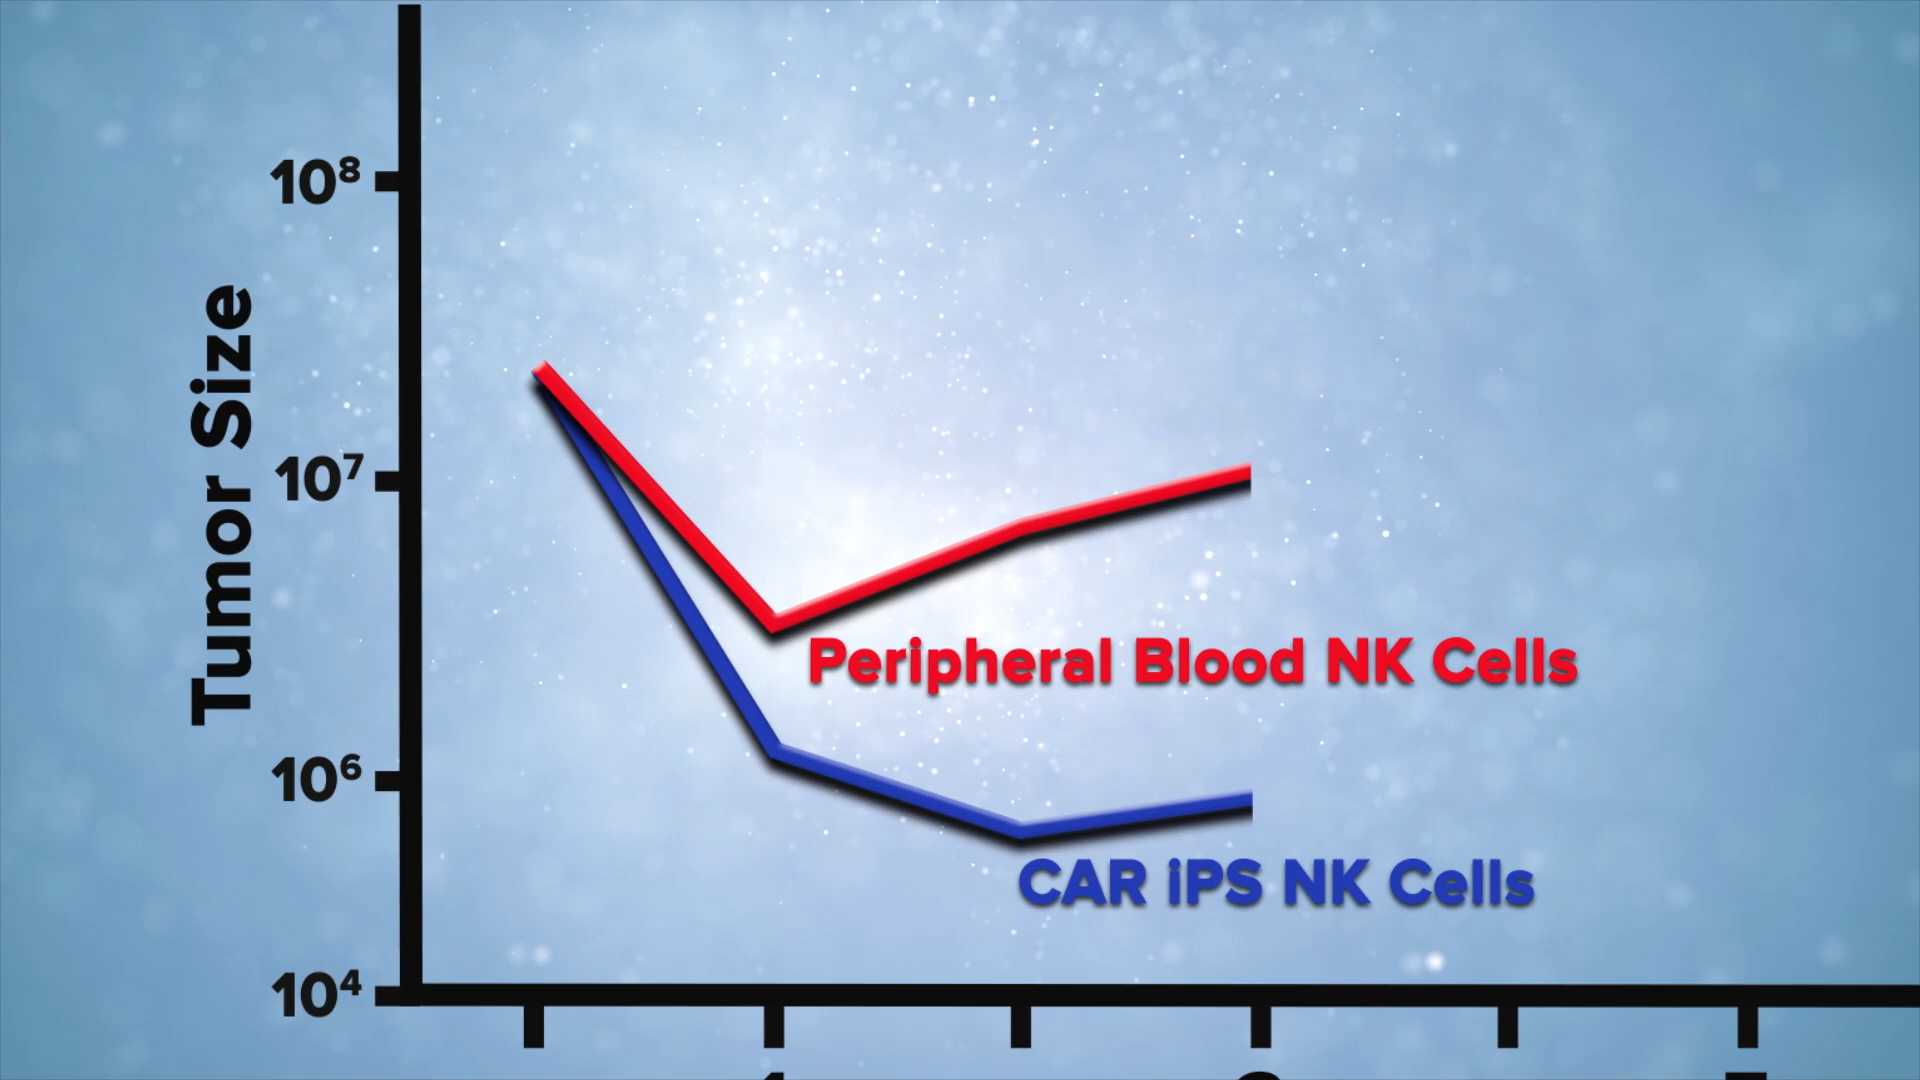 10⁸
10⁷
10⁶
10⁴
Tumor Size
Peripheral Blood NK Cells
CAR iPS NK Cells